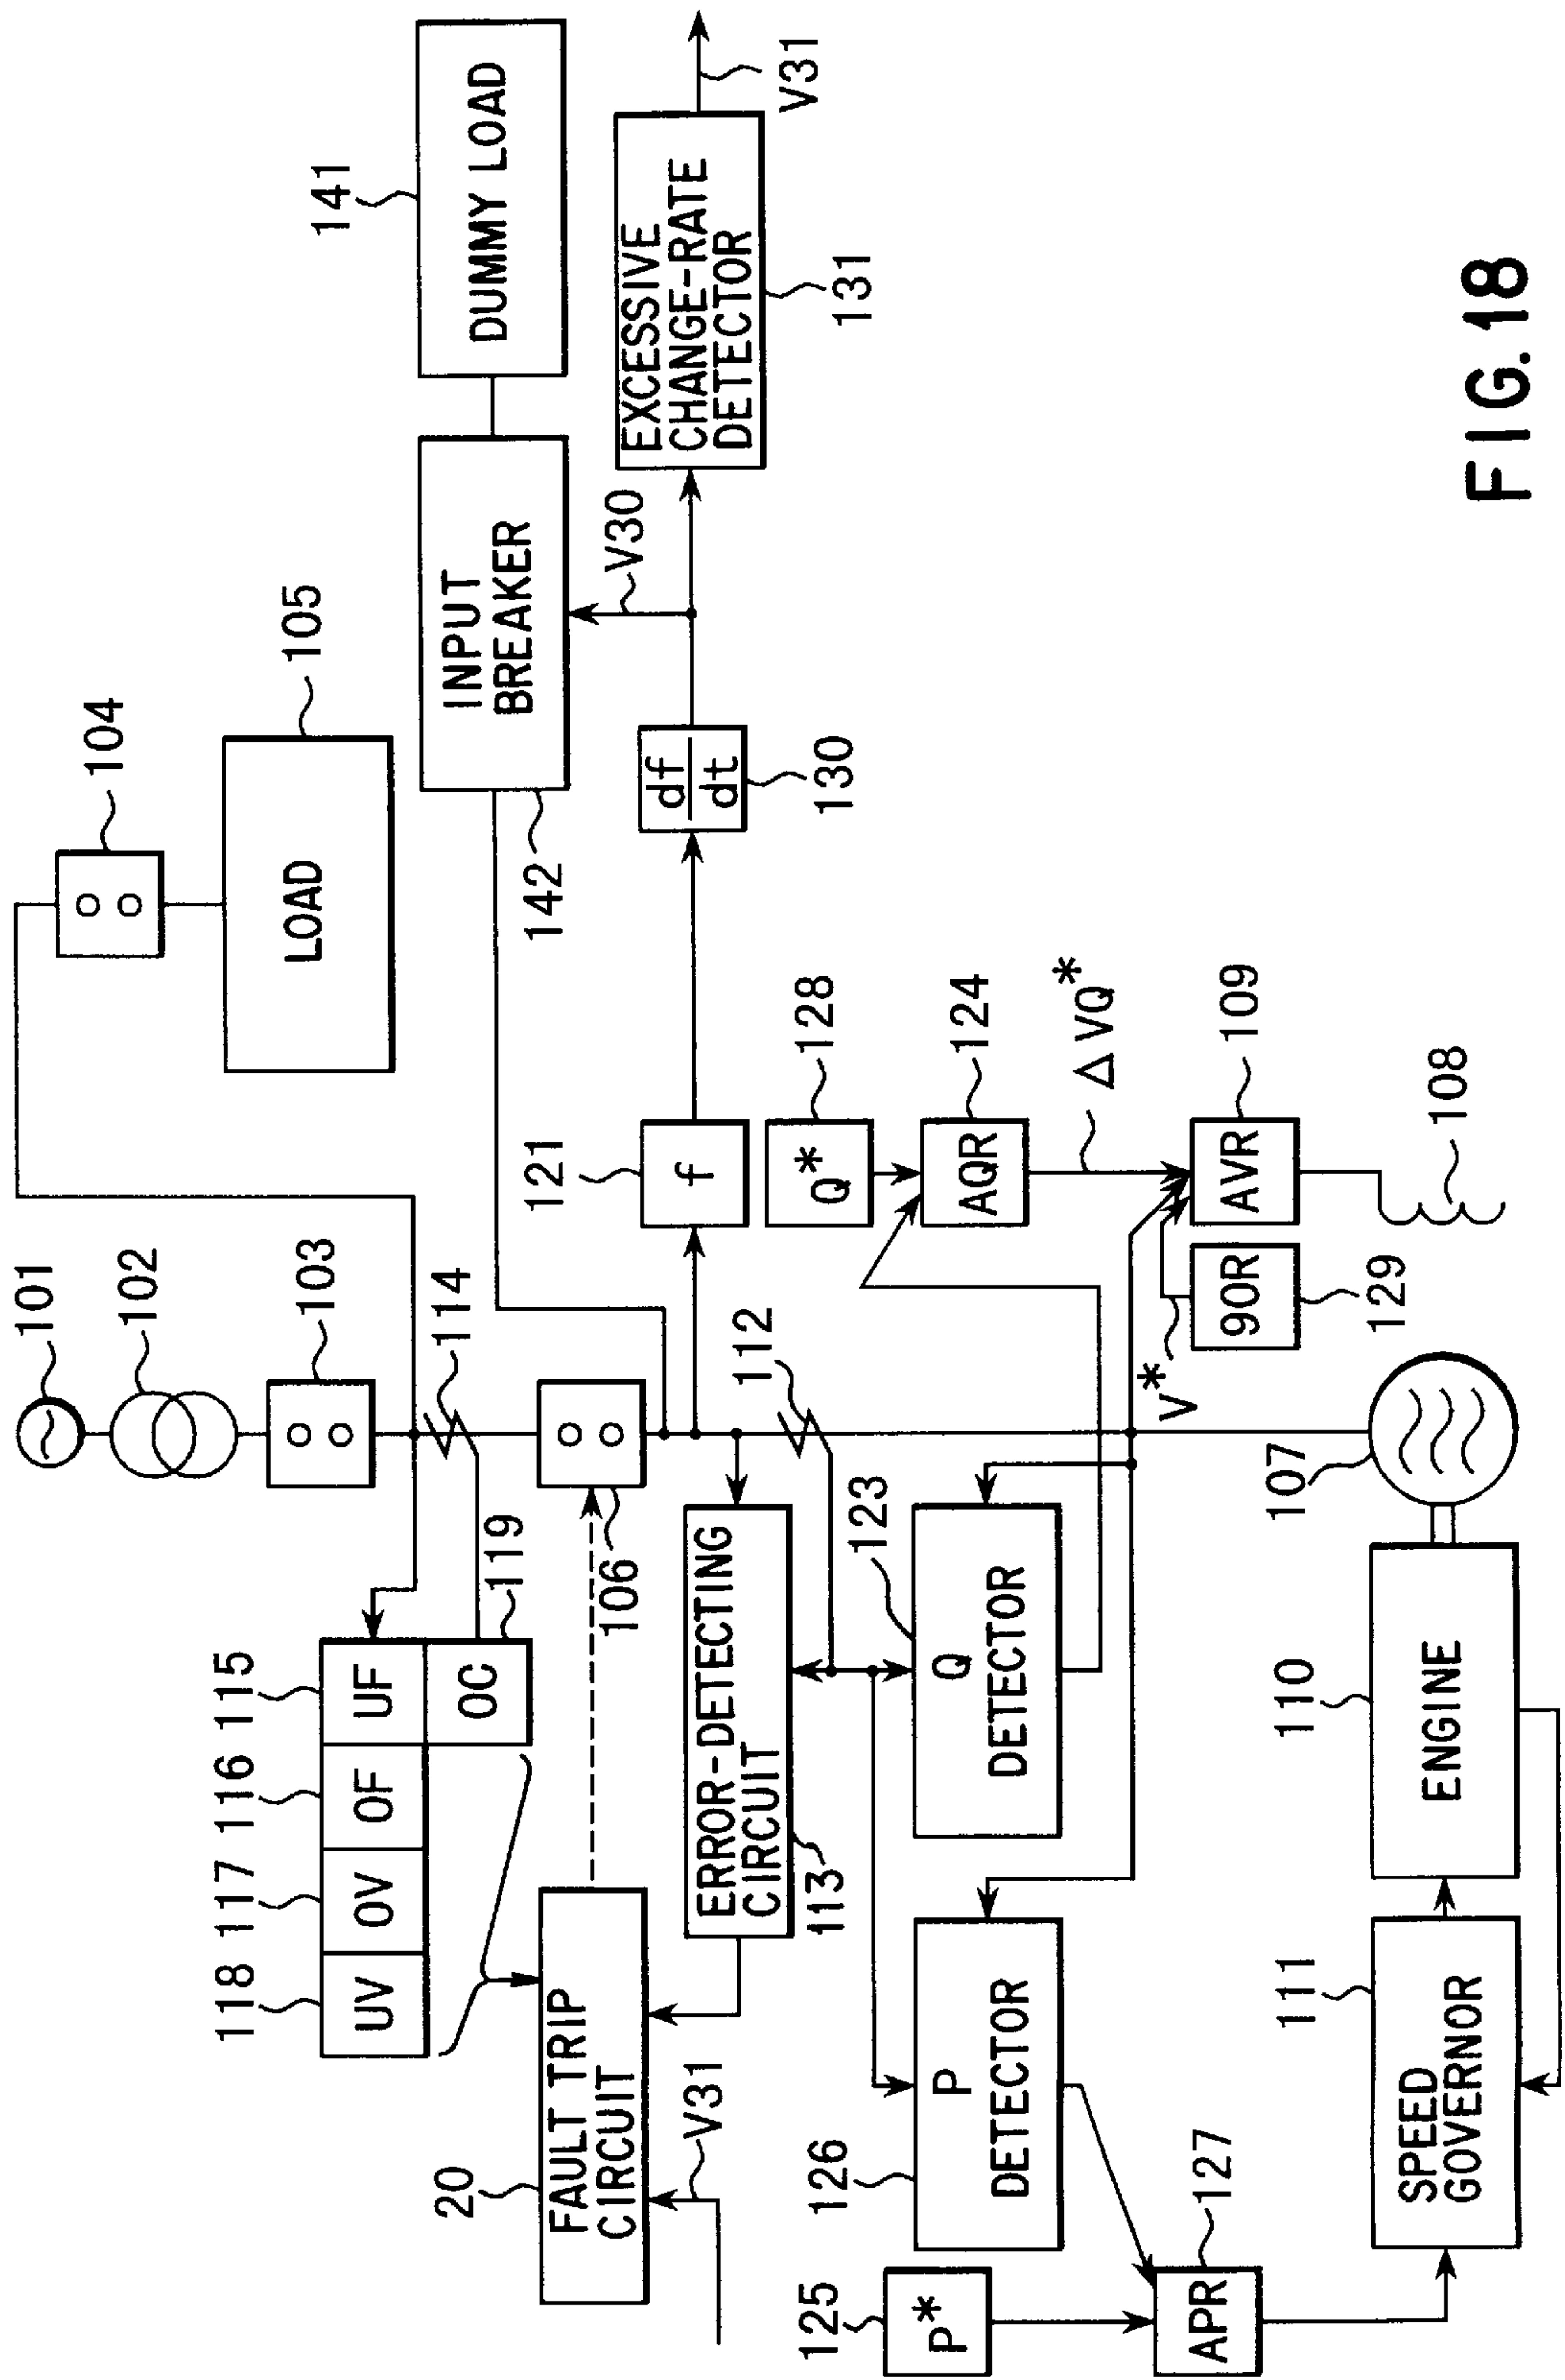 101
102
103
104
LOAD
105
114
118
117
116
115
UV
OV
OF
UF
OC
119
106
20
FAULT TRIP
CIRCUIT
V31
INPUT
BREAKER
142
DUMMY LOAD
141
V30
EXCESSIVE
CHANGE-RATE
DETECTOR
131
V31
df
dt
130
f
121
112
ERROR-DETECTING
CIRCUIT
113
Q*
128
AQR
124
ΔVQ*
Q
DETECTOR
123
P
DETECTOR
126
P*
125
APR
127
V*
90R
129
AVR
109
108
107
ENGINE
110
SPEED
GOVERNOR
111
FIG.18